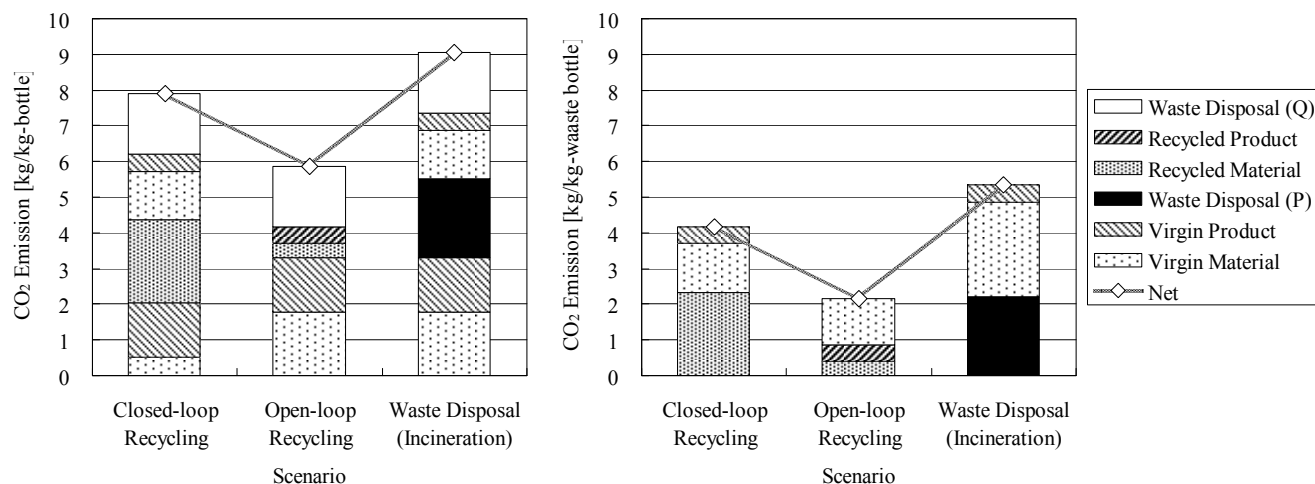 CO2 Emission [kg/kg-bottle]
10
9
8
7
6
5
4
3
2
1
0
Closed-loop
Recycling
Open-loop
Recycling
Waste Disposal
(Incineration)
Scenario
CO2 Emission [kg/kg-waaste bottle]
10
9
8
7
6
5
4
3
2
1
0
Closed-loop
Recycling
Open-loop
Recycling
Waste Disposal
(Incineration)
Scenario
Waste Disposal (Q)
Recycled Product
Recycled Material
Waste Disposal (P)
Virgin Product
Virgin Material
Net